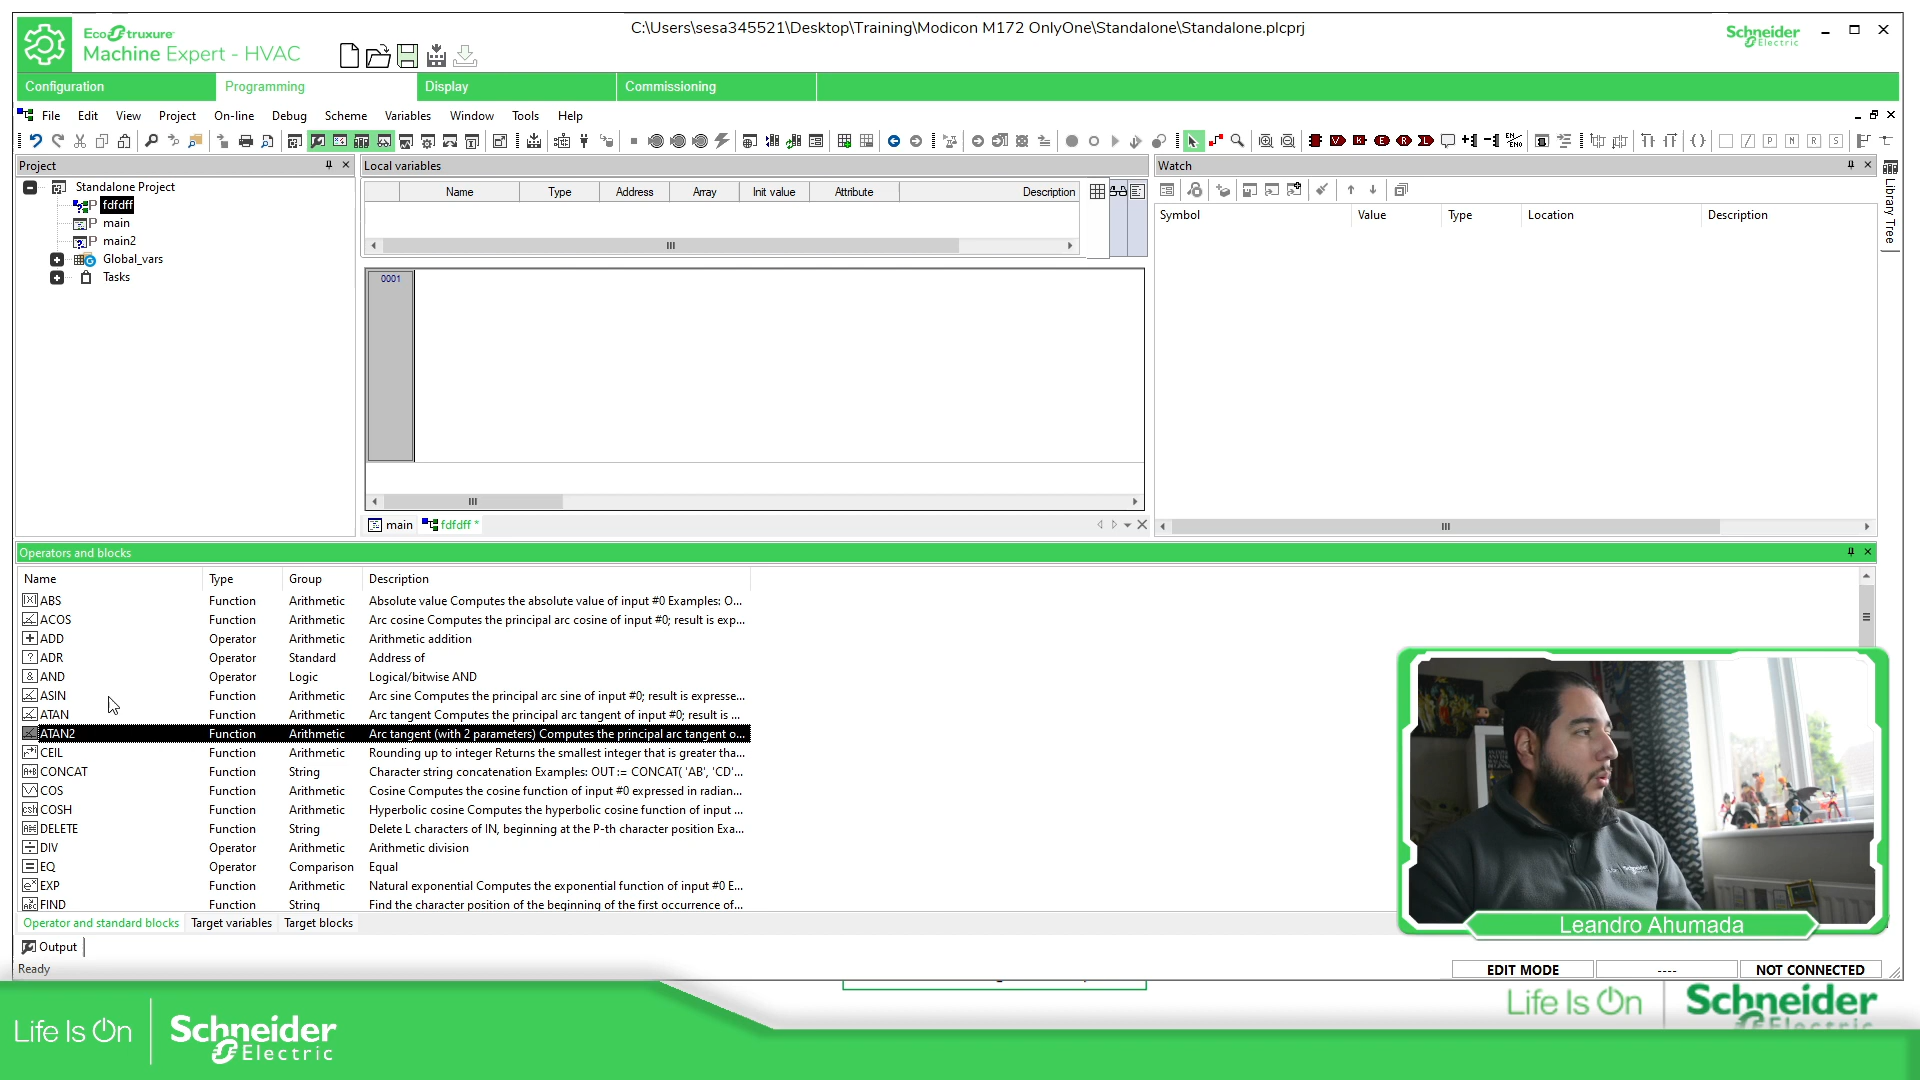 C:\Users\sesa345521\Desktop\Training\Modicon M172 OnlyOne\Standalone\Standalone.plcprj
EcoStruxure
Machine Expert - HVAC
Schneider
Electric
Configuration
Programming
Display
Commissioning
File Edit View Project On-line Debug Scheme Variables Window Tools Help
Project
Local variables
Watch
Standalone Project
fdfdff
main
main2
Global_vars
Tasks
Name Type Address Array Init value Attribute Description
Symbol Value Type Location Description
Library Tree
0001
main fdfdff *
Operators and blocks
Name Type Group Description
ABS Function Arithmetic Absolute value Computes the absolute value of input #0 Examples: O...
ACOS Function Arithmetic Arc cosine Computes the principal arc cosine of input #0; result is exp...
ADD Operator Arithmetic Arithmetic addition
ADR Operator Standard Address of
AND Operator Logic Logical/bitwise AND
ASIN Function Arithmetic Arc sine Computes the principal arc sine of input #0; result is expresse...
ATAN Function Arithmetic Arc tangent Computes the principal arc tangent of input #0; result is ...
ATAN2 Function Arithmetic Arc tangent (with 2 parameters) Computes the principal arc tangent o...
CEIL Function Arithmetic Rounding up to integer Returns the smallest integer that is greater tha...
CONCAT Function String Character string concatenation Examples: OUT := CONCAT( 'AB', 'CD'...
COS Function Arithmetic Cosine Computes the cosine function of input #0 expressed in radian...
COSH Function Arithmetic Hyperbolic cosine Computes the hyperbolic cosine function of input ...
DELETE Function String Delete L characters of IN, beginning at the P-th character position Exa...
DIV Operator Arithmetic Arithmetic division
EQ Operator Comparison Equal
EXP Function Arithmetic Natural exponential Computes the exponential function of input #0 E...
FIND Function String Find the character position of the beginning of the first occurrence of...
Operator and standard blocks Target variables Target blocks
Output
Ready
EDIT MODE ---- NOT CONNECTED
Leandro Ahumada
Life Is On
Schneider
Electric
Life Is On
Schneider
Electric